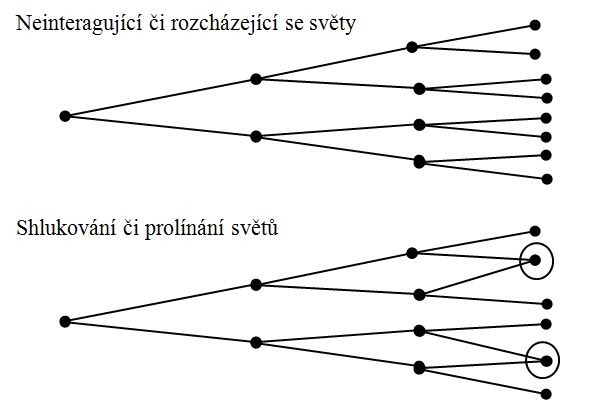 Neinteragující či rozcházející se světy
Shlukování či prolínání světů